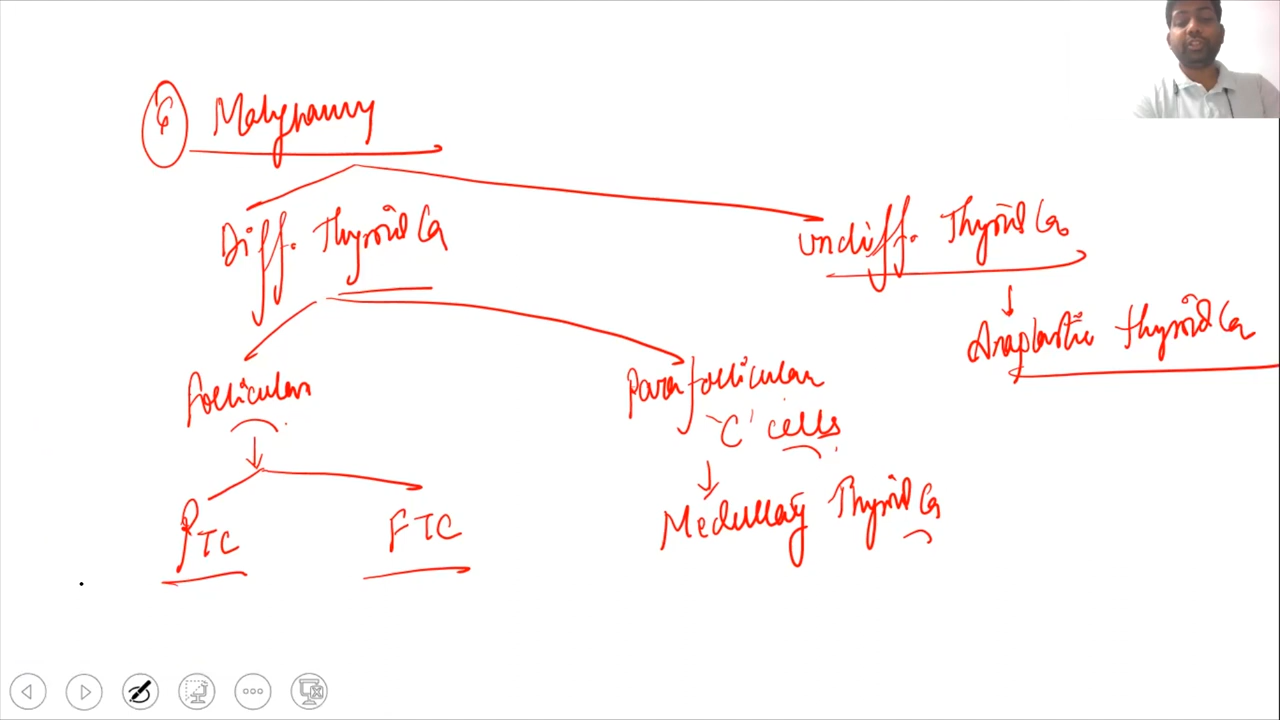 6 Malignancy
Diff. Thyroid Ca
Undiff. Thyroid Ca
Anaplastic Thyroid Ca
Follicular
Parafollicular
'C' cells
PTC
FTC
Medullary Thyroid Ca